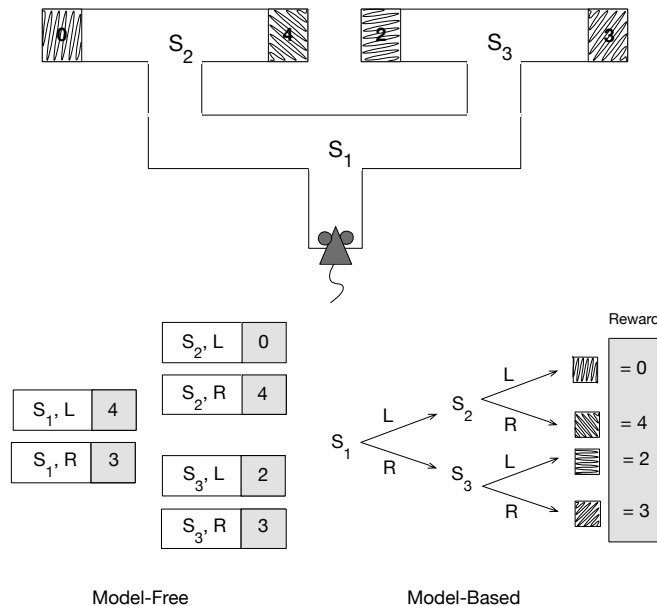 0 S2 4 2 S3 3
S1
Reward
S2, L 0
S2, R 4
S1, L 4
S1, R 3
S3, L 2
S3, R 3
S1
L
R
S2
S3
L
R
L
R
= 0
= 4
= 2
= 3
Model-Free
Model-Based